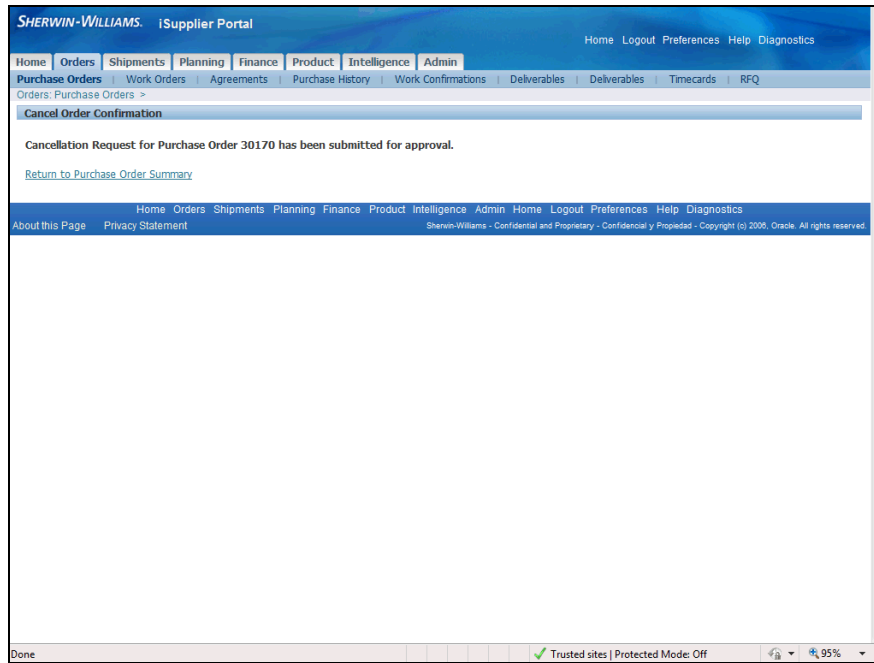 SHERWIN-WILLIAMS. iSupplier Portal
Home Logout Preferences Help Diagnostics
Home Orders Shipments Planning Finance Product Intelligence Admin
Purchase Orders | Work Orders | Agreements | Purchase History | Work Confirmations | Deliverables | Deliverables | Timecards | RFQ
Orders: Purchase Orders >
Cancel Order Confirmation
Cancellation Request for Purchase Order 30170 has been submitted for approval.
Return to Purchase Order Summary
Home Orders Shipments Planning Finance Product Intelligence Admin Home Logout Preferences Help Diagnostics
About this Page Privacy Statement Sherwin-Williams - Confidential and Proprietary - Confidencial y Propiedad - Copyright (c) 2006, Oracle. All rights reserved.
Done Trusted sites | Protected Mode: Off 95%